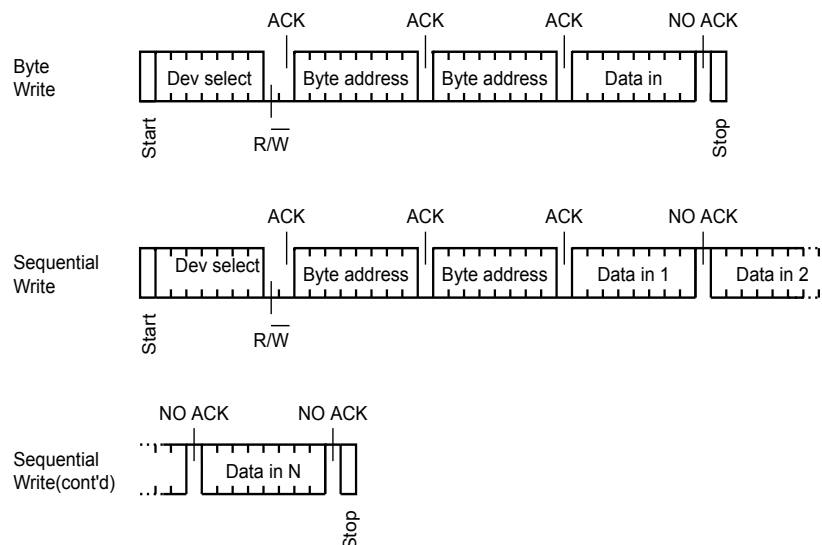 ACK ACK ACK NO ACK
Byte
Write
Dev select Byte address Byte address Data in
Start
R/W
Stop
ACK ACK ACK NO ACK
Sequential
Write
Dev select Byte address Byte address Data in 1 Data in 2
Start
R/W
NO ACK NO ACK
Sequential
Write(cont'd)
Data in N
Stop